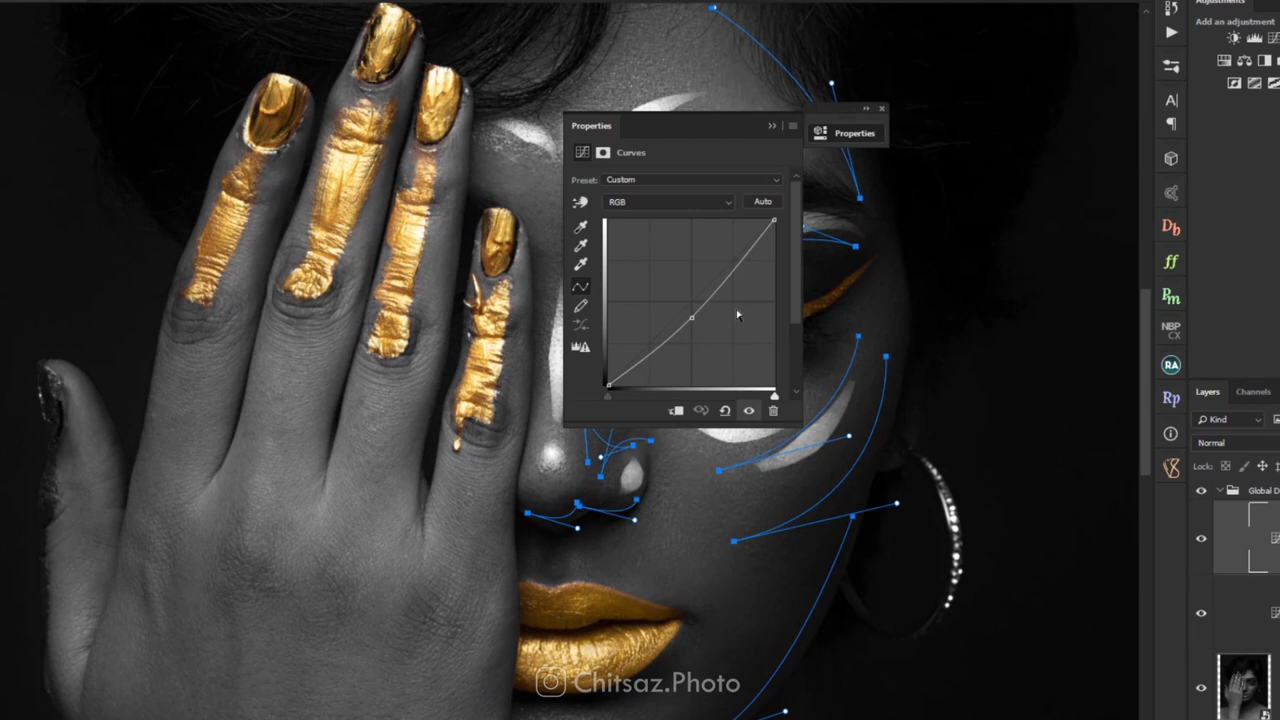 Adjustments
Add an adjustment
Properties
Properties
Curves
Preset: Custom
RGB
Auto
A|
Db
ff
Pm
NBP
CX
RA
Rp
Layers
Channels
Kind
Normal
Lock:
Global D
Chitsaz.Photo